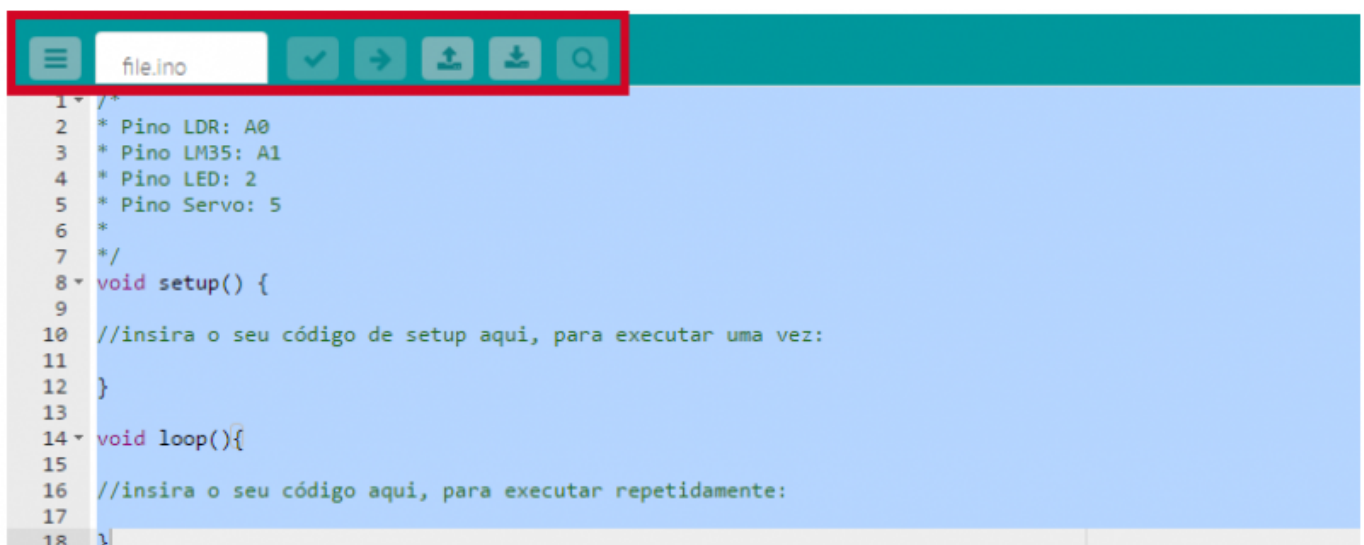 file.ino
1 /*
2 * Pino LDR: A0
3 * Pino LM35: A1
4 * Pino LED: 2
5 * Pino Servo: 5
6 *
7 */
8 void setup() {
9
10 //insira o seu código de setup aqui, para executar uma vez:
11
12 }
13
14 void loop(){
15
16 //insira o seu código aqui, para executar repetidamente:
17
18 }